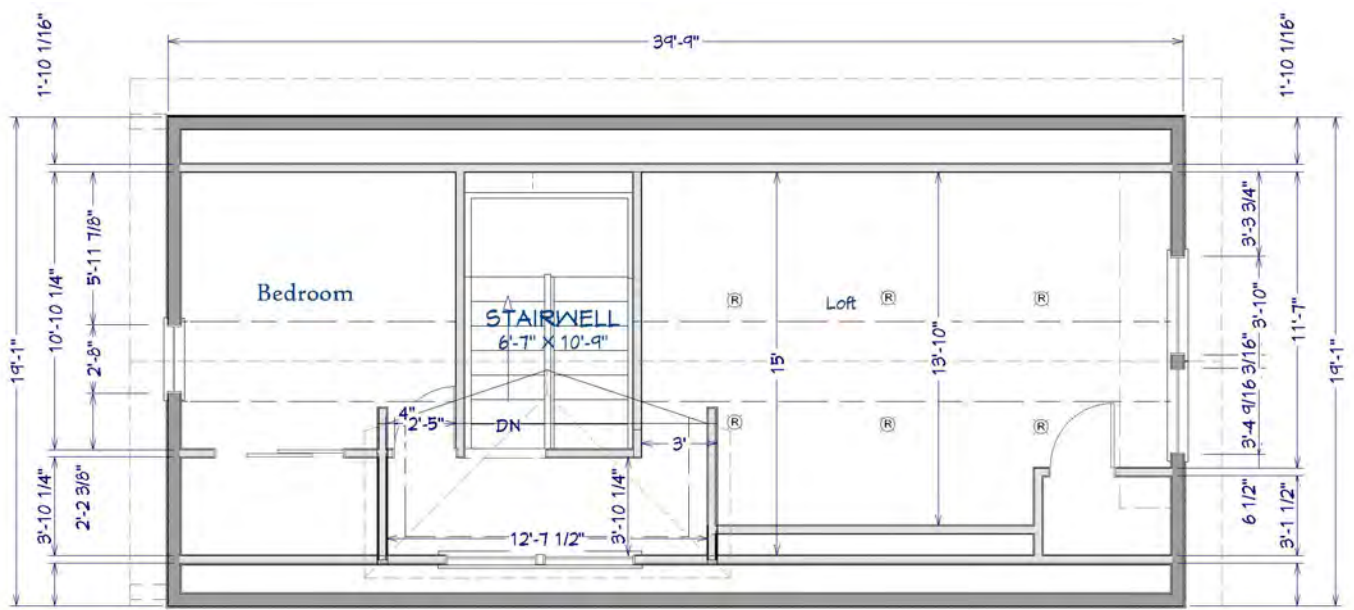 39'-9"
1'-10 1/16"
1'-10 1/16"
19'-1"
10'-10 1/4"
5'-11 7/8"
2'-8"
3'-10 1/4"
2'-2 3/8"
Bedroom
STAIRWELL
6'-7" X 10'-9"
4"
2'-5"
DN
3'
12'-7 1/2"
3'-10 1/4"
R
R
R
Loft
15'
13'-10"
R
R
R
3'-3 3/4"
3'-10"
11'-7"
3'-4 9/16"
3/16"
6 1/2"
3'-1 1/2"
19'-1"